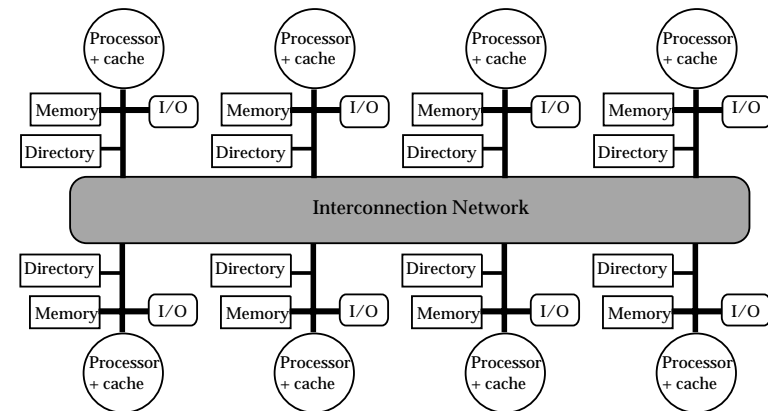 Processor
+ cache
Processor
+ cache
Processor
+ cache
Processor
+ cache
Memory
I/O
Memory
I/O
Memory
I/O
Memory
I/O
Directory
Directory
Directory
Directory
Interconnection Network
Directory
Directory
Directory
Directory
Memory
I/O
Memory
I/O
Memory
I/O
Memory
I/O
Processor
+ cache
Processor
+ cache
Processor
+ cache
Processor
+ cache